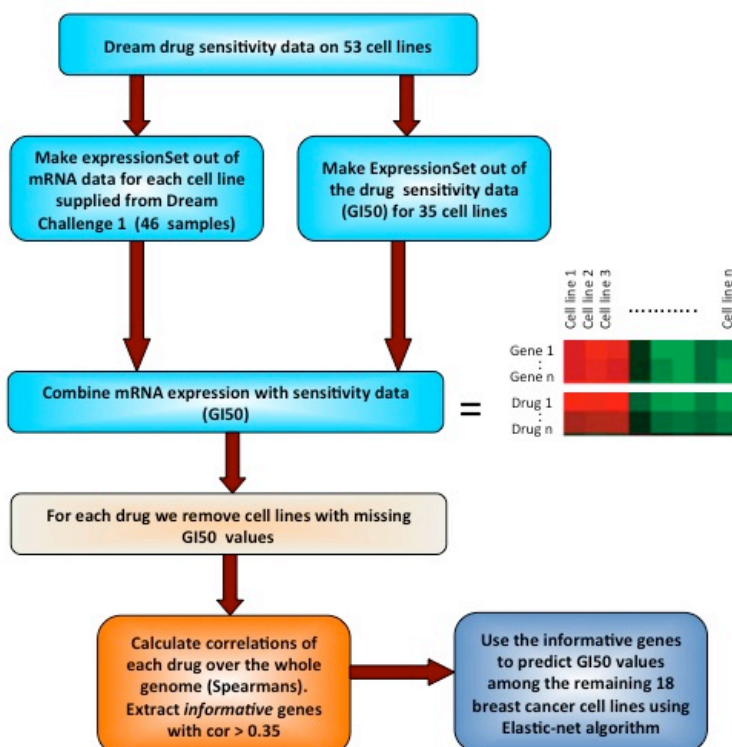 Dream drug sensitivity data on 53 cell lines
Make expressionSet out of
mRNA data for each cell line
supplied from Dream
Challenge 1 (46 samples)
Make ExpressionSet out of
the drug sensitivity data
(GI50) for 35 cell lines
Combine mRNA expression with sensitivity data
(GI50)
=
Cell line 1
Cell line 2
Cell line 3
..........
Cell line n
Gene 1
:
Gene n
Drug 1
:
Drug n
For each drug we remove cell lines with missing
GI50 values
Calculate correlations of
each drug over the whole
genome (Spearmans).
Extract informative genes
with cor > 0.35
Use the informative genes
to predict GI50 values
among the remaining 18
breast cancer cell lines using
Elastic-net algorithm